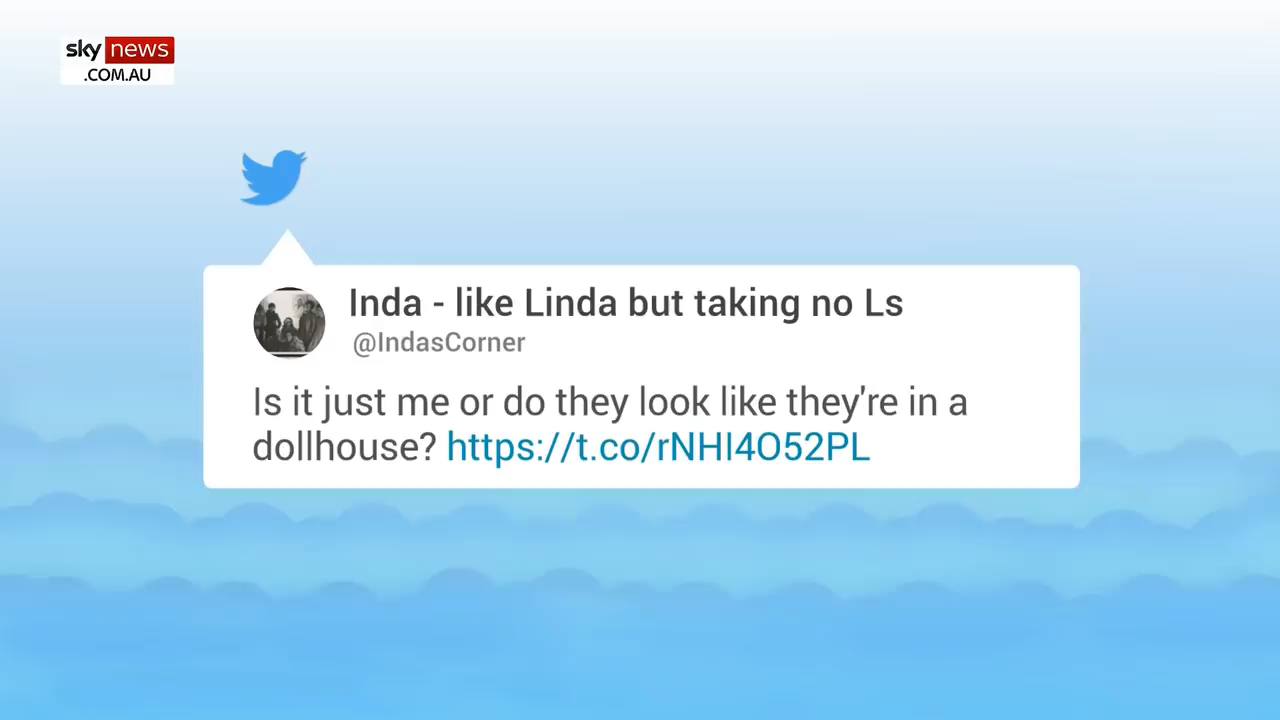 sky news
.COM.AU
Inda - like Linda but taking no Ls
@IndasCorner
Is it just me or do they look like they're in a
dollhouse? https://t.co/rNHI4O52PL